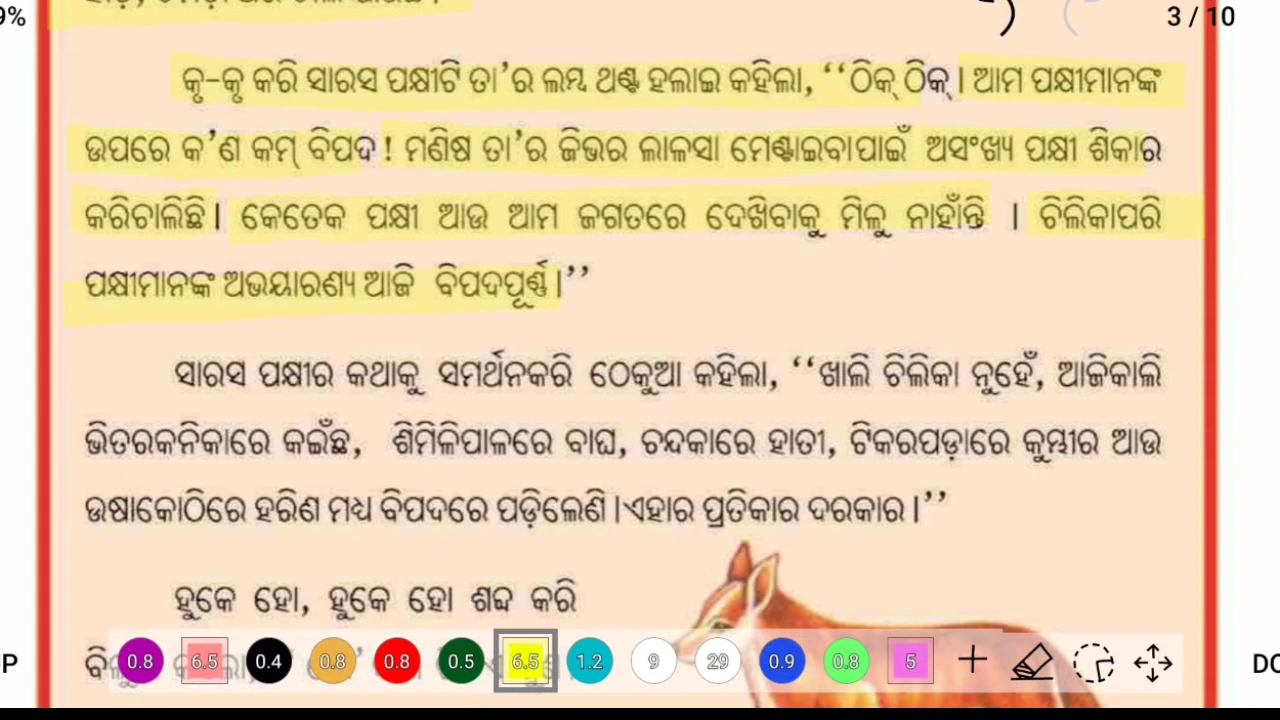 9%
3 / 10
କୃ-କୃ କରି ସାରସ ପକ୍ଷୀଟି ତା’ର ଲମ୍ବ ଥଣ୍ଟ ହଲାଇ କହିଲା, ‘‘ଠିକ୍ ଠିକ୍ । ଆମ ପକ୍ଷୀମାନଙ୍କ
ଉପରେ କ’ଣ କମ୍ ବିପଦ ! ମଣିଷ ତା’ର ଜିଭର ଲାଳସା ମେଣ୍ଟାଇବାପାଇଁ ଅସଂଖ୍ୟ ପକ୍ଷୀ ଶିକାର
କରିଚାଲିଛି । କେତେକ ପକ୍ଷୀ ଆଉ ଆମ ଜଗତରେ ଦେଖିବାକୁ ମିଳୁ ନାହାଁନ୍ତି । ଚିଲିକାପରି
ପକ୍ଷୀମାନଙ୍କ ଅଭୟାରଣ୍ୟ ଆଜି ବିପଦପୂର୍ଣ୍ଣ ।’’
ସାରସ ପକ୍ଷୀର କଥାକୁ ସମର୍ଥନକରି ଠେକୁଆ କହିଲା, ‘‘ଖାଲି ଚିଲିକା ନୁହେଁ, ଆଜିକାଲି
ଭିତରକନିକାରେ କଇଁଛ, ଶିମିଳିପାଳରେ ବାଘ, ଚନ୍ଦକାରେ ହାତୀ, ଟିକରପଡ଼ାରେ କୁମ୍ଭୀର ଆଉ
ଉଷାକୋଠିରେ ହରିଣ ମଧ୍ୟ ବିପଦରେ ପଡ଼ିଲେଣି ।ଏହାର ପ୍ରତିକାର ଦରକାର ।’’
ହୁକେ ହୋ, ହୁକେ ହୋ ଶବ୍ଦ କରି
0.8 6.5 0.4 0.8 0.8 0.5 6.5 1.2 9 29 0.9 0.8 5